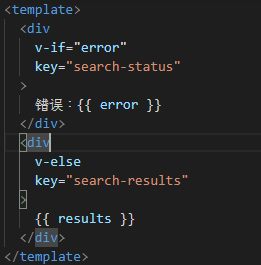 <template>
  <div
    v-if="error"
    key="search-status"
  >
    错误：{{ error }}
  </div>
  <div
    v-else
    key="search-results"
  >
    {{ results }}
  </div>
</template>